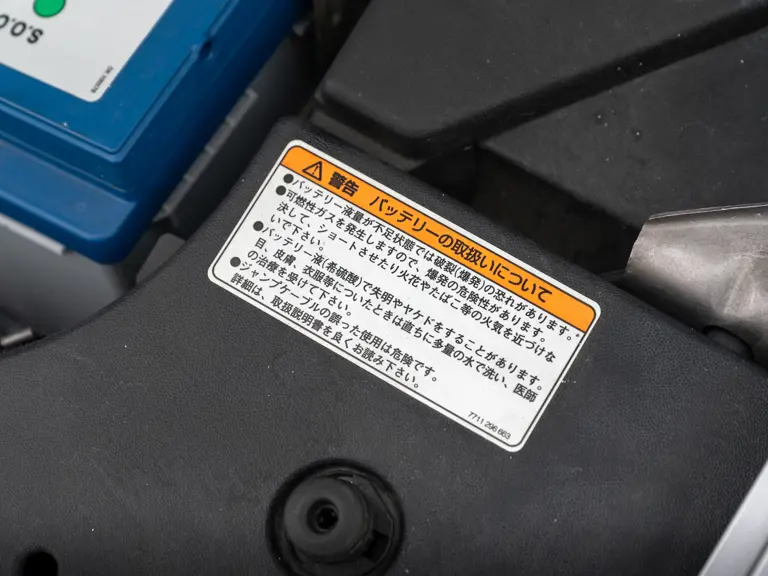 S.O.C
警告 バッテリーの取扱いについて
●バッテリー液量が不足状態では破裂(爆発)の恐れがあります。
●可燃性ガスを発生しますので、爆発の危険性があります。
決して、ショートさせたり火花やたばこ等の火気を近づけな
いで下さい。
●バッテリー液(希硫酸)で失明やヤケドをすることがあります。
目、皮膚、衣服等についたときは直ちに多量の水で洗い、医師
の治療を受けて下さい。
●ジャンプケーブルの誤った使用は危険です。
詳細は、取扱説明書を良くお読み下さい。
7711 296 663